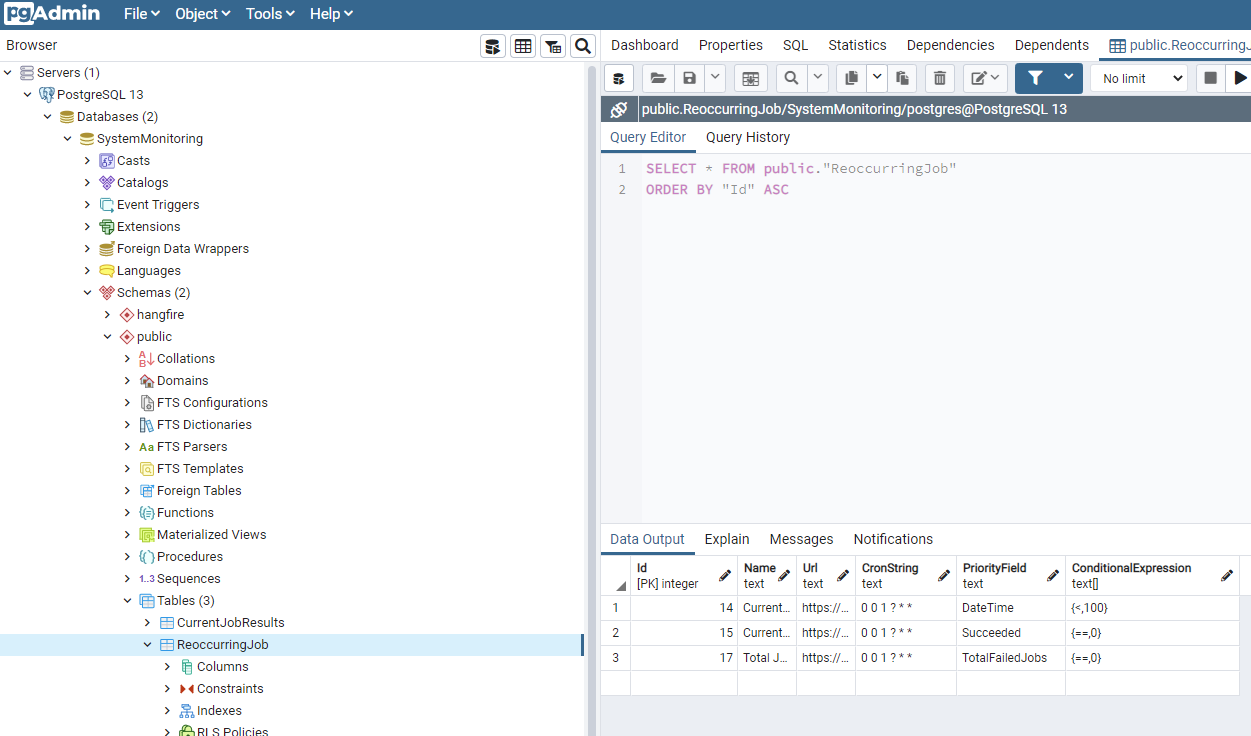 pgAdmin File Object Tools Help
Browser
Dashboard Properties SQL Statistics Dependencies Dependents public.ReoccurringJ
Servers (1)
PostgreSQL 13
Databases (2)
SystemMonitoring
Casts
Catalogs
Event Triggers
Extensions
Foreign Data Wrappers
Languages
Schemas (2)
hangfire
public
Collations
Domains
FTS Configurations
FTS Dictionaries
Aa FTS Parsers
FTS Templates
Foreign Tables
Functions
Materialized Views
Procedures
1..3 Sequences
Tables (3)
CurrentJobResults
ReoccurringJob
Columns
Constraints
Indexes
RLS Policies
No limit
public.ReoccurringJob/SystemMonitoring/postgres@PostgreSQL 13
Query Editor Query History
1 SELECT * FROM public."ReoccurringJob"
2 ORDER BY "Id" ASC
Data Output Explain Messages Notifications
Id Name Url CronString PriorityField ConditionalExpression
[PK] integer text text text text text[]
1 14 Current... https://... 0 0 1 ? * * DateTime {<,100}
2 15 Current... https://... 0 0 1 ? * * Succeeded {==,0}
3 17 Total J... https://... 0 0 1 ? * * TotalFailedJobs {==,0}